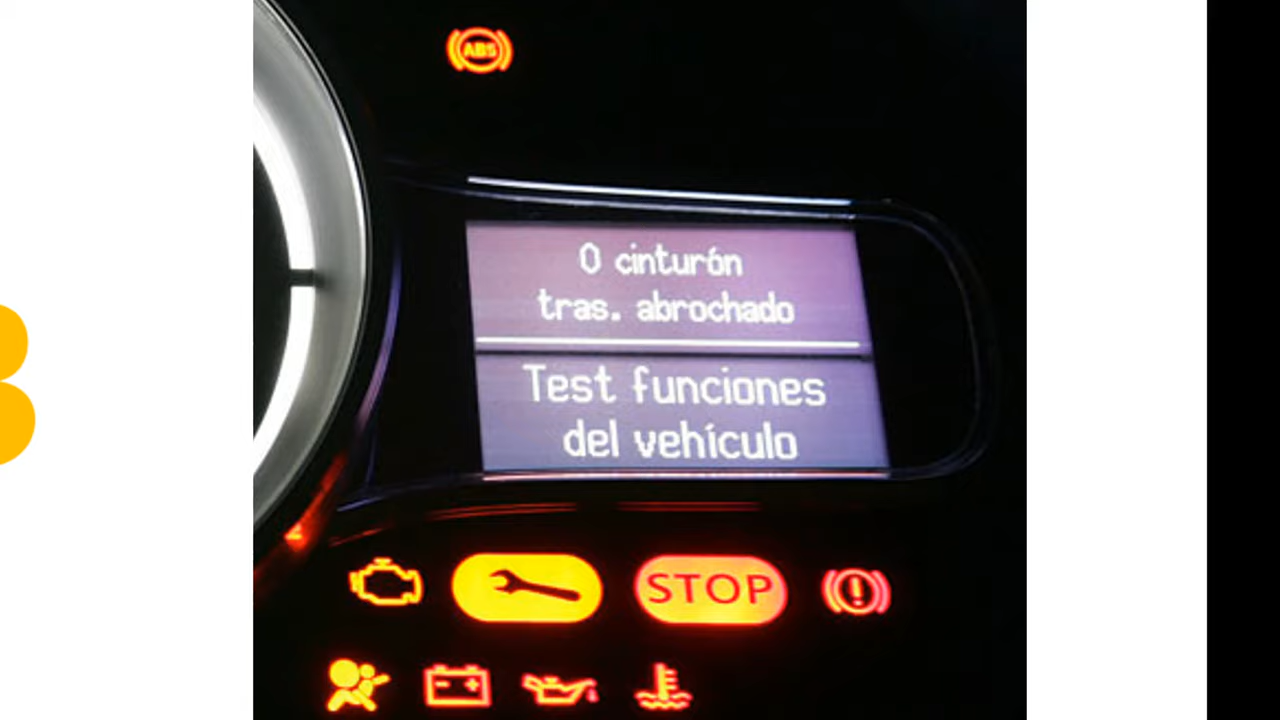 ABS
0 cinturón
tras. abrochado
Test funciones
del vehículo
STOP